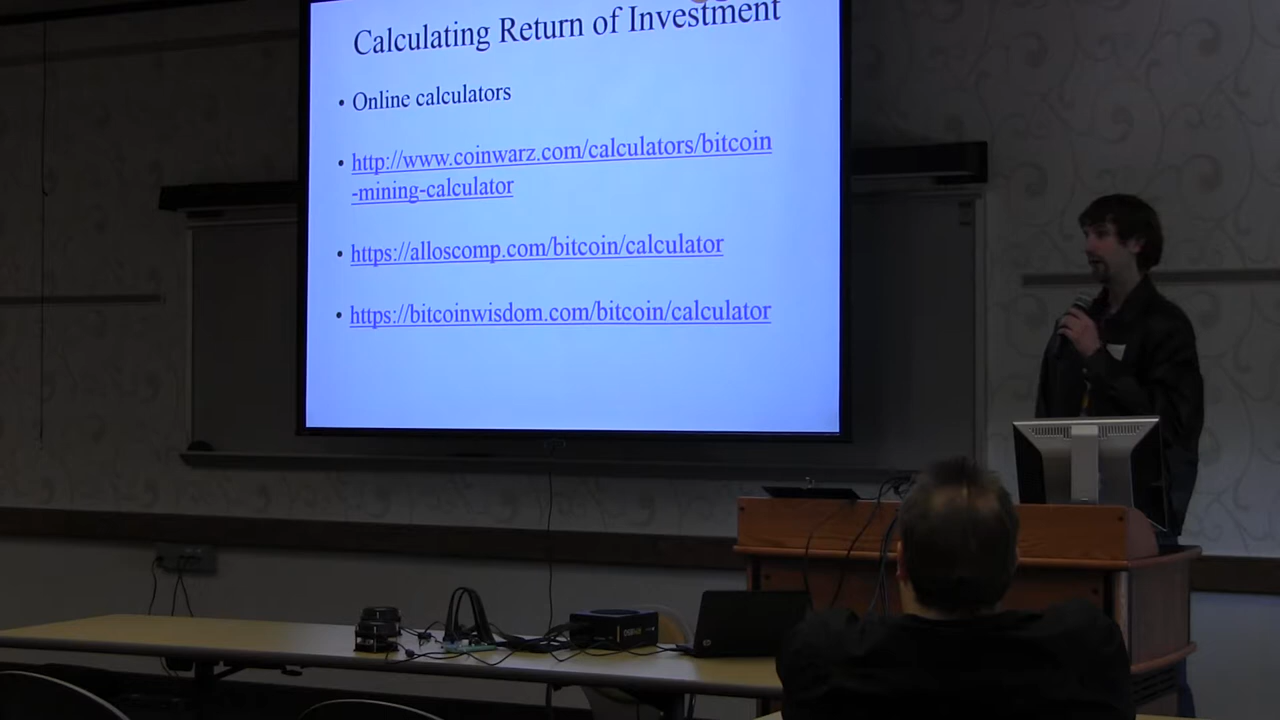 Calculating Return of Investment
• Online calculators
• http://www.coinwarz.com/calculators/bitcoin
-mining-calculator
• https://alloscomp.com/bitcoin/calculator
• https://bitcoinwisdom.com/bitcoin/calculator